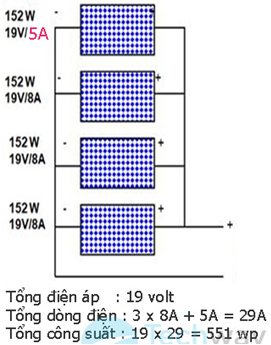 152W
19V/5A
- +
152W
19V/8A
- +
152W
19V/8A
- +
152W
19V/8A
- +
+
Tổng điện áp : 19 volt
Tổng dòng điện : 3 x 8A + 5A = 29A
Tổng công suất : 19 x 29 = 551 wp
Techway